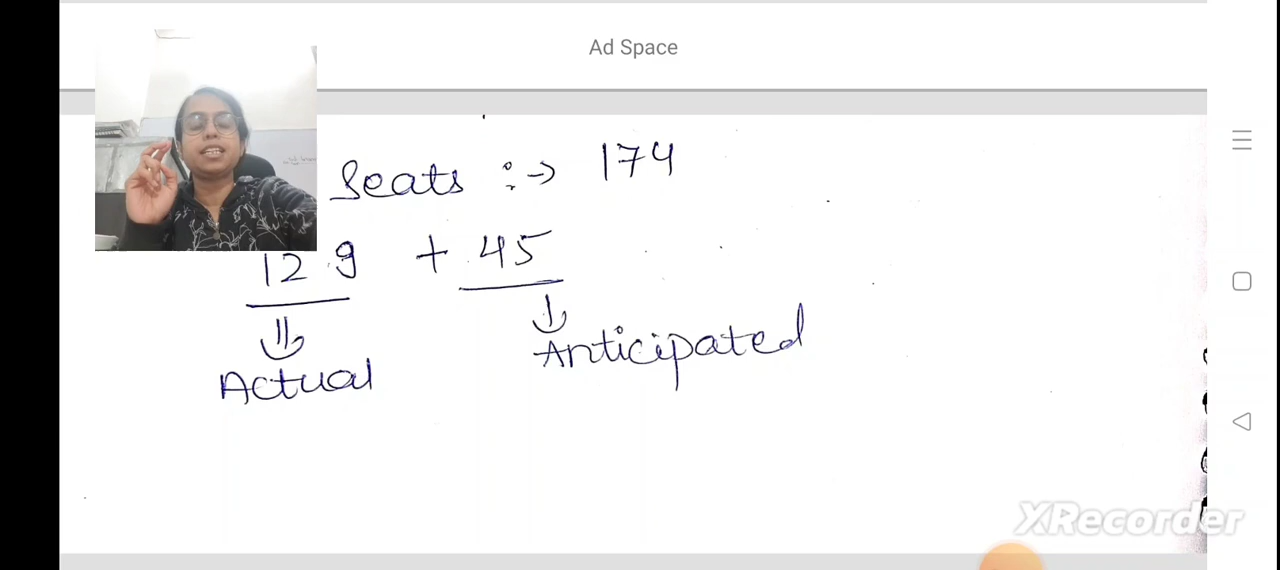 Ad Space
Seats :→ 174
129 + 45
Actual
Anticipated
XRecorder